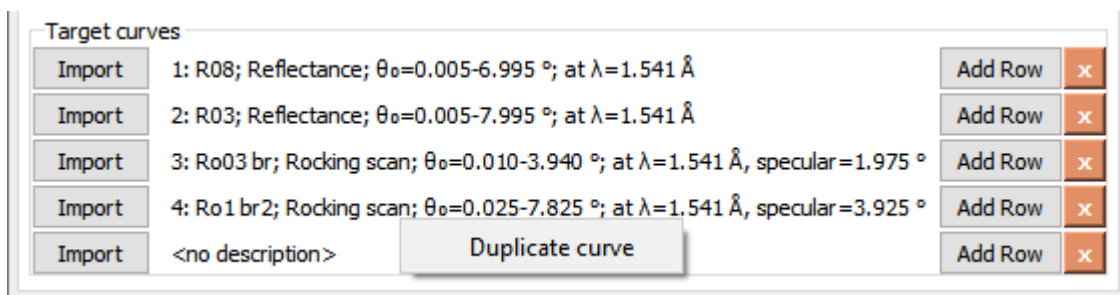 Target curves
Import 1: R08; Reflectance; θ₀=0.005-6.995 °; at λ=1.541 Å Add Row x
Import 2: R03; Reflectance; θ₀=0.005-7.995 °; at λ=1.541 Å Add Row x
Import 3: Ro03 br; Rocking scan; θ₀=0.010-3.940 °; at λ=1.541 Å, specular=1.975 ° Add Row x
Import 4: Ro1 br2; Rocking scan; θ₀=0.025-7.825 °; at λ=1.541 Å, specular=3.925 ° Add Row x
Import <no description> Duplicate curve Add Row x